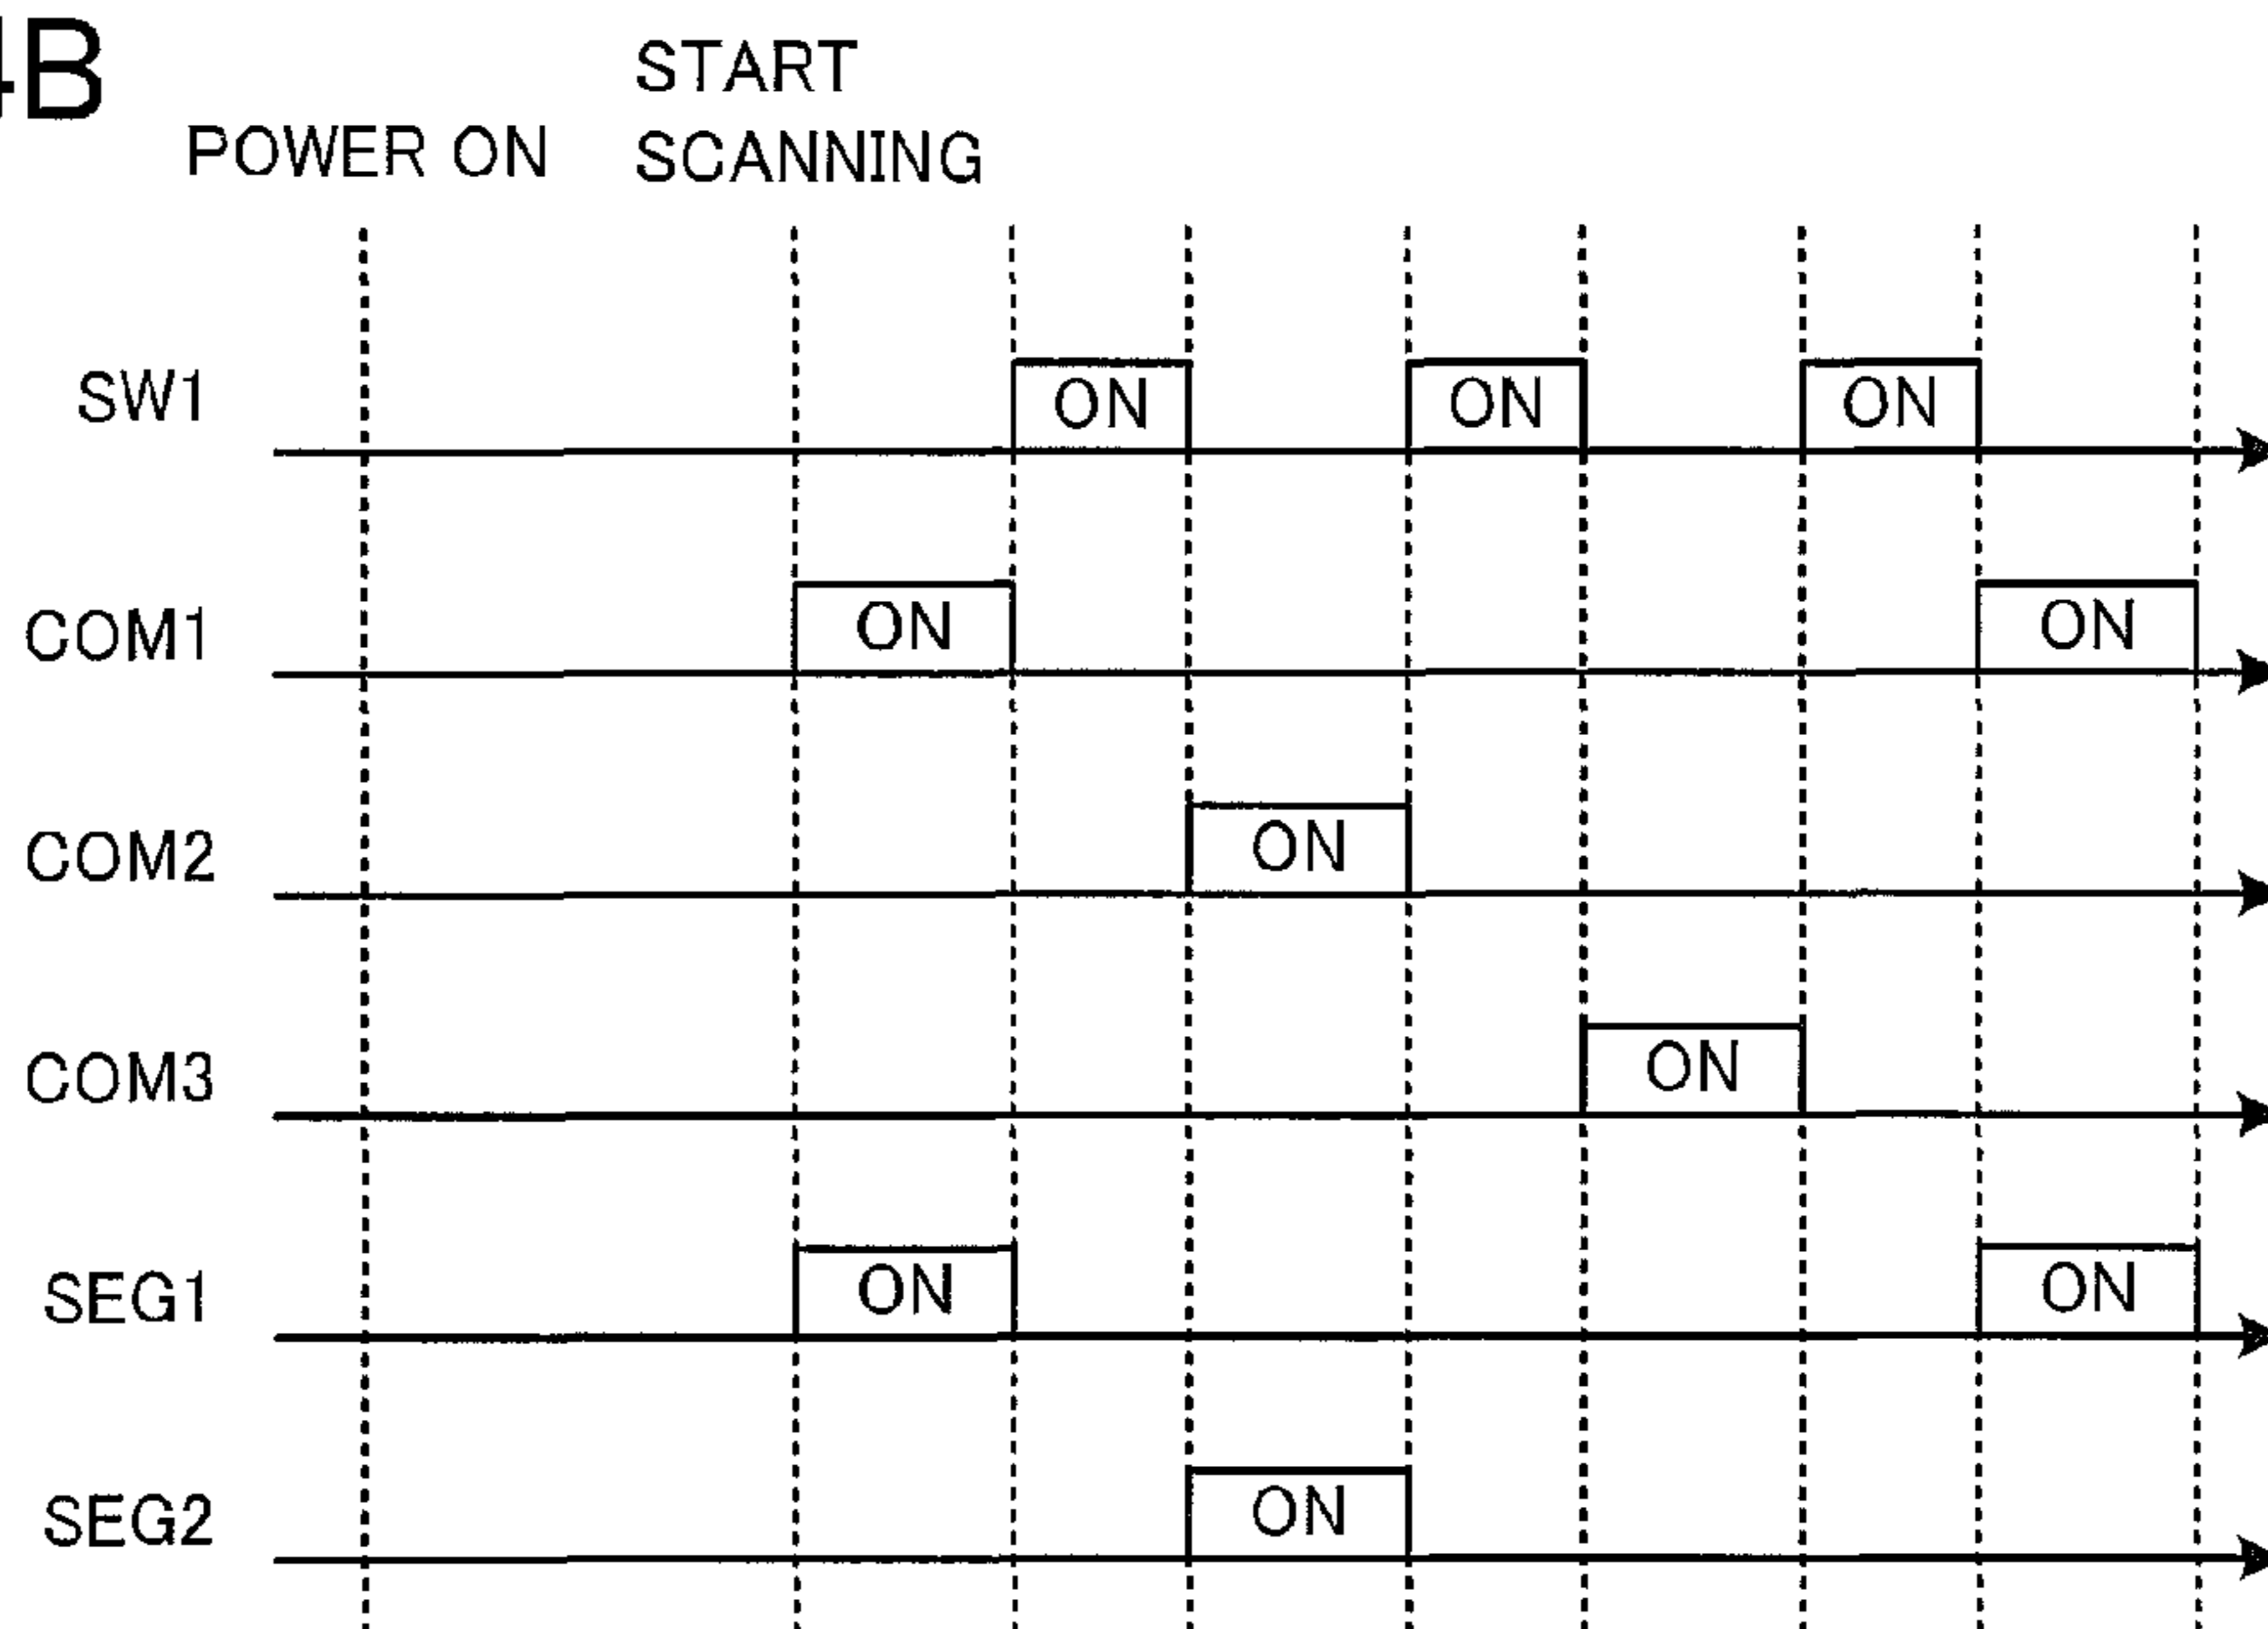 4B
START
POWER ON SCANNING
SW1 ON ON ON
COM1 ON ON
COM2 ON
COM3 ON
SEG1 ON ON
SEG2 ON